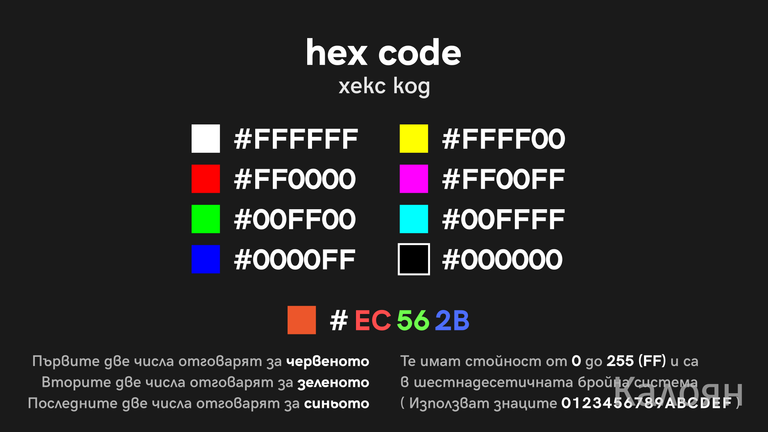 hex code
хекс код
#FFFFFF
#FFFF00
#FF0000
#FF00FF
#00FF00
#00FFFF
#0000FF
#000000
# EC 56 2B
Първите две числа отговарят за червеното
Вторите две числа отговарят за зеленото
Последните две числа отговарят за синьото
Те имат стойност от 0 до 255 (FF) и са
в шестнадесетичната бройна система
( Използват знаците 0123456789ABCDEF )
Калоян